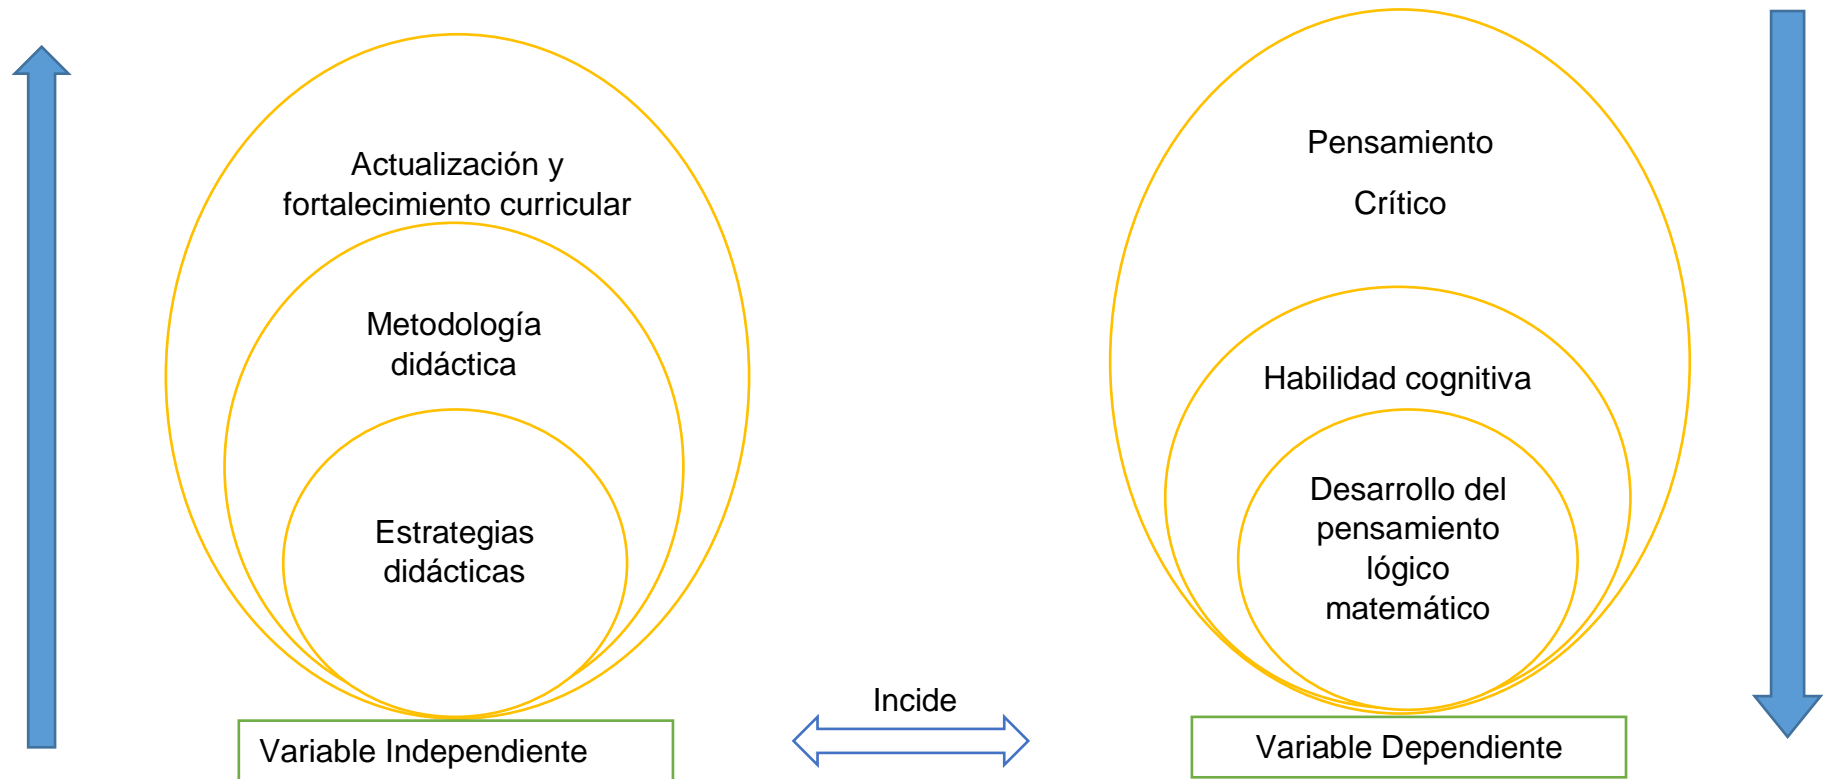 Actualización y
fortalecimiento curricular
Metodología
didáctica
Estrategias
didácticas
Variable Independiente
Incide
Pensamiento
Crítico
Habilidad cognitiva
Desarrollo del
pensamiento
lógico
matemático
Variable Dependiente